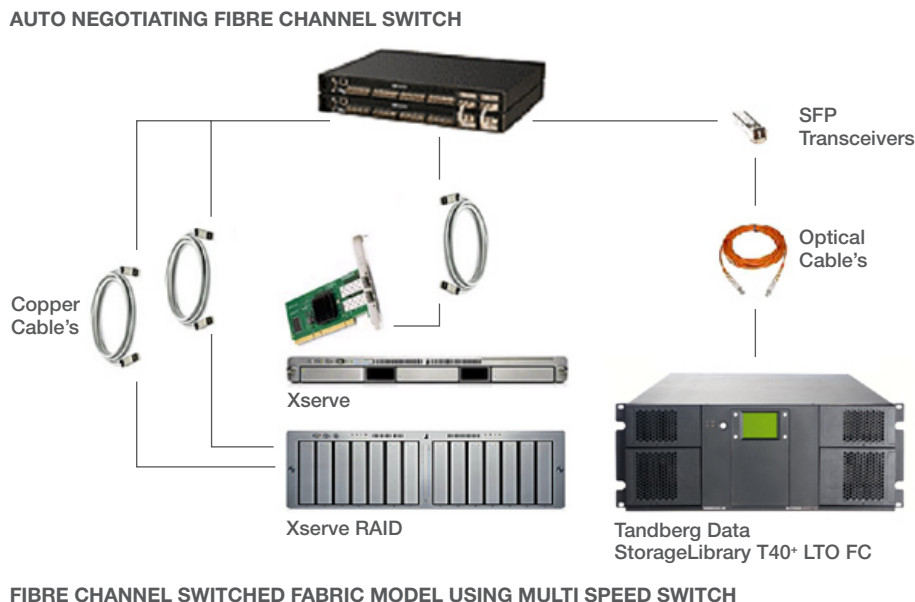 AUTO NEGOTIATING FIBRE CHANNEL SWITCH
SFP
Transceivers
Optical
Cable's
Copper
Cable's
Xserve
Xserve RAID
Tandberg Data
StorageLibrary T40+ LTO FC
FIBRE CHANNEL SWITCHED FABRIC MODEL USING MULTI SPEED SWITCH